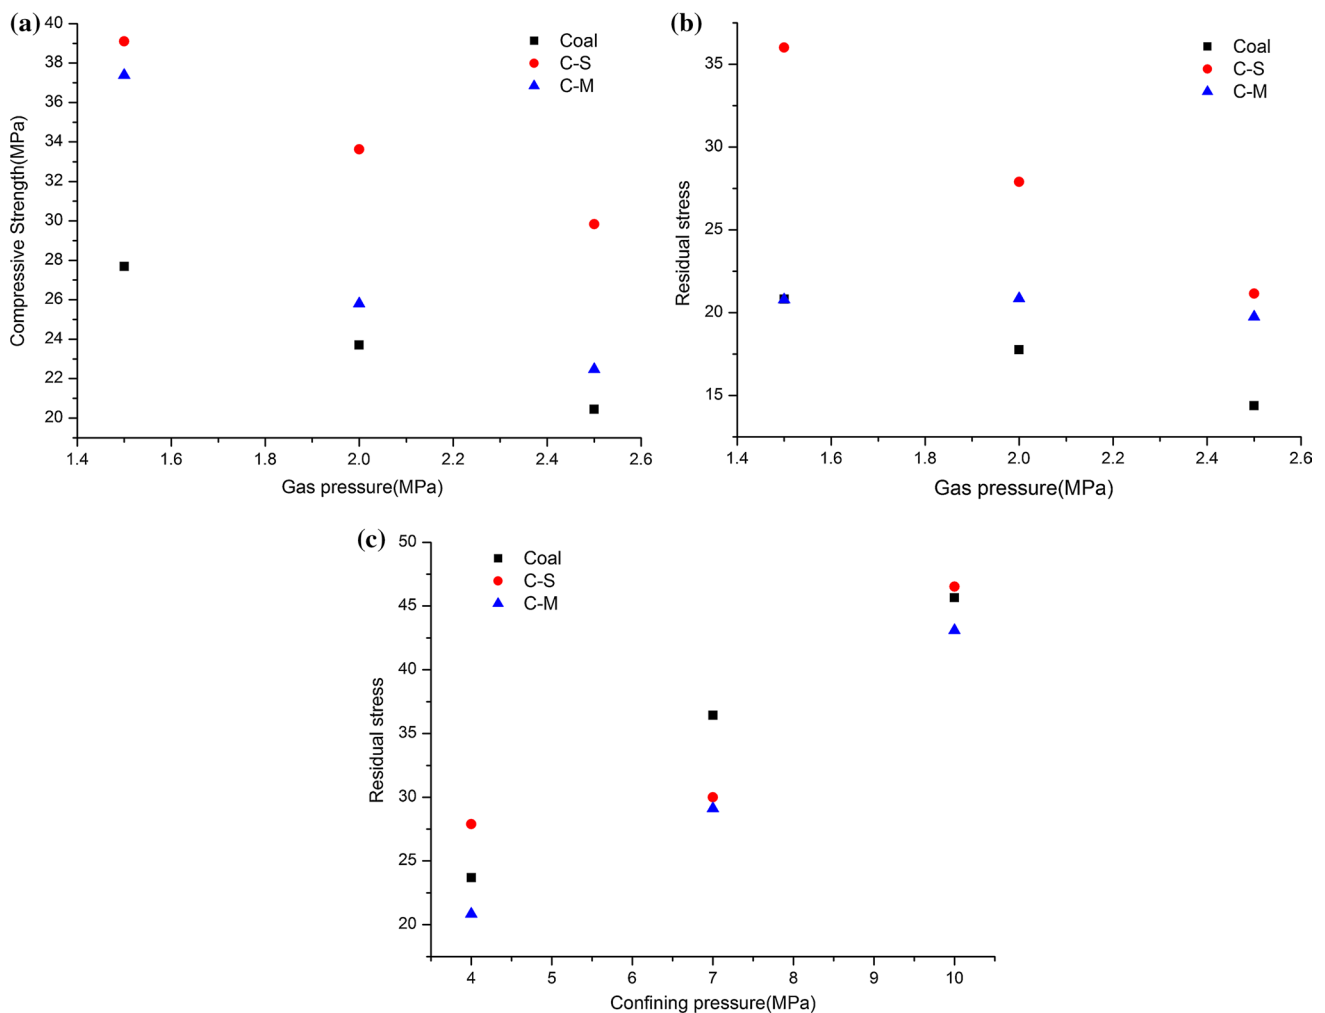 (a)
Compressive Strength(MPa)
40
38
36
34
32
30
28
26
24
22
20
Coal
C-S
C-M
1.4 1.6 1.8 2.0 2.2 2.4 2.6
Gas pressure(MPa)
(b)
Residual stress
35
30
25
20
15
Coal
C-S
C-M
1.4 1.6 1.8 2.0 2.2 2.4 2.6
Gas pressure(MPa)
(c)
Residual stress
50
45
40
35
30
25
20
Coal
C-S
C-M
4 5 6 7 8 9 10
Confining pressure(MPa)